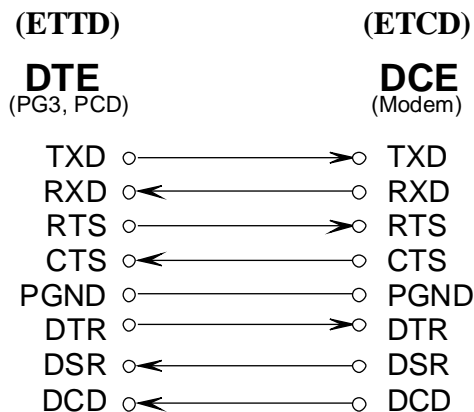 (ETTD) (ETCD)
DTE DCE
(PG3, PCD) (Modem)
TXD TXD
RXD RXD
RTS RTS
CTS CTS
PGND PGND
DTR DTR
DSR DSR
DCD DCD